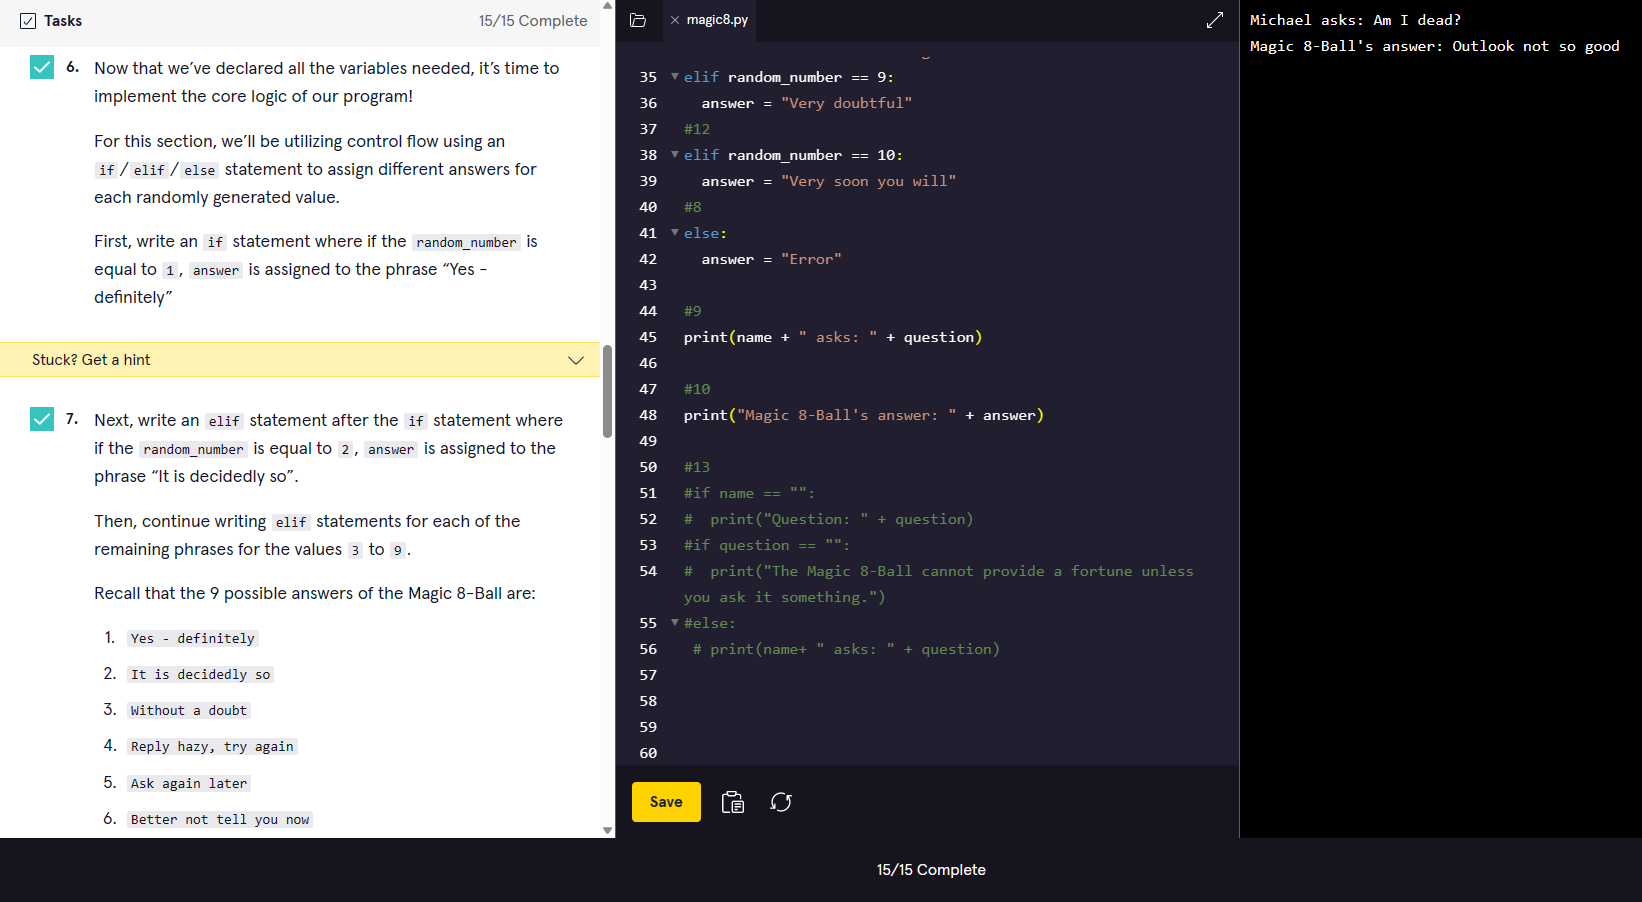 Tasks
15/15 Complete
6. Now that we’ve declared all the variables needed, it’s time to
implement the core logic of our program!
For this section, we’ll be utilizing control flow using an
if / elif / else statement to assign different answers for
each randomly generated value.
First, write an if statement where if the random_number is
equal to 1 , answer is assigned to the phrase “Yes -
definitely”
Stuck? Get a hint
7. Next, write an elif statement after the if statement where
if the random_number is equal to 2 , answer is assigned to the
phrase “It is decidedly so”.
Then, continue writing elif statements for each of the
remaining phrases for the values 3 to 9 .
Recall that the 9 possible answers of the Magic 8-Ball are:
1. Yes - definitely
2. It is decidedly so
3. Without a doubt
4. Reply hazy, try again
5. Ask again later
6. Better not tell you now
magic8.py
35 elif random_number == 9:
36 answer = "Very doubtful"
37 #12
38 elif random_number == 10:
39 answer = "Very soon you will"
40 #8
41 else:
42 answer = "Error"
43
44 #9
45 print(name + " asks: " + question)
46
47 #10
48 print("Magic 8-Ball's answer: " + answer)
49
50 #13
51 #if name == "":
52 #  print("Question: " + question)
53 #if question == "":
54 #  print("The Magic 8-Ball cannot provide a fortune unless
you ask it something.")
55 #else:
56 # print(name+ " asks: " + question)
57
58
59
60
Save
Michael asks: Am I dead?
Magic 8-Ball's answer: Outlook not so good
15/15 Complete